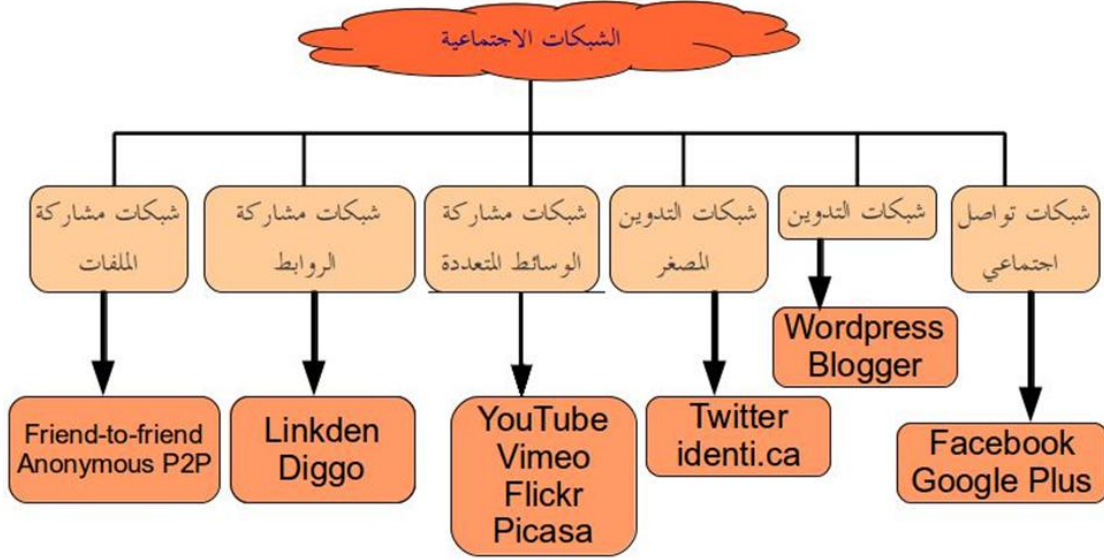 الشبكات الاجتماعية
شبكات تواصل
اجتماعي
شبكات التدوين
شبكات التدوين
المصغر
شبكات مشاركة
الوسائط المتعددة
شبكات مشاركة
الروابط
شبكات مشاركة
الملفات
Facebook
Google Plus
Wordpress
Blogger
Twitter
identi.ca
YouTube
Vimeo
Flickr
Picasa
Linkden
Diggo
Friend-to-friend
Anonymous P2P